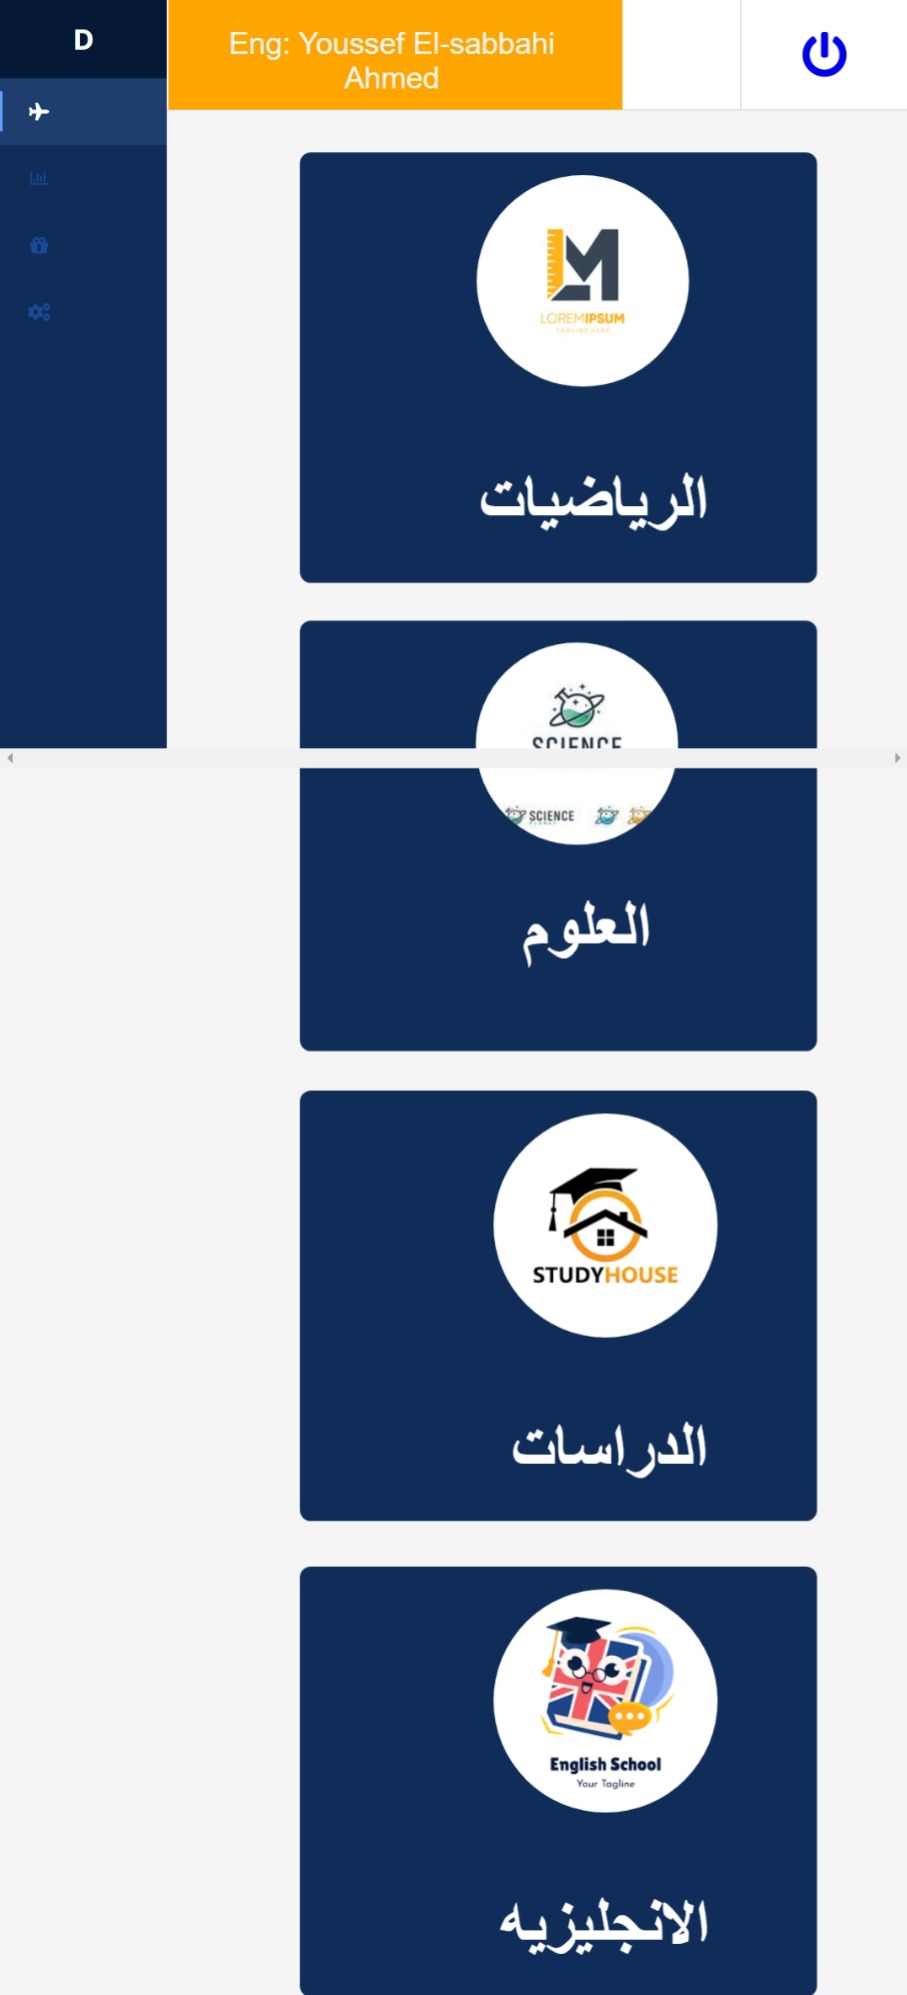 D
Eng: Youssef El-sabbahi
Ahmed
LOREMIPSUM
TAGLINE HERE
الرياضيات
SCIENCE
SCIENCE
العلوم
STUDYHOUSE
الدراسات
English School
Your Tagline
الانجليزيه